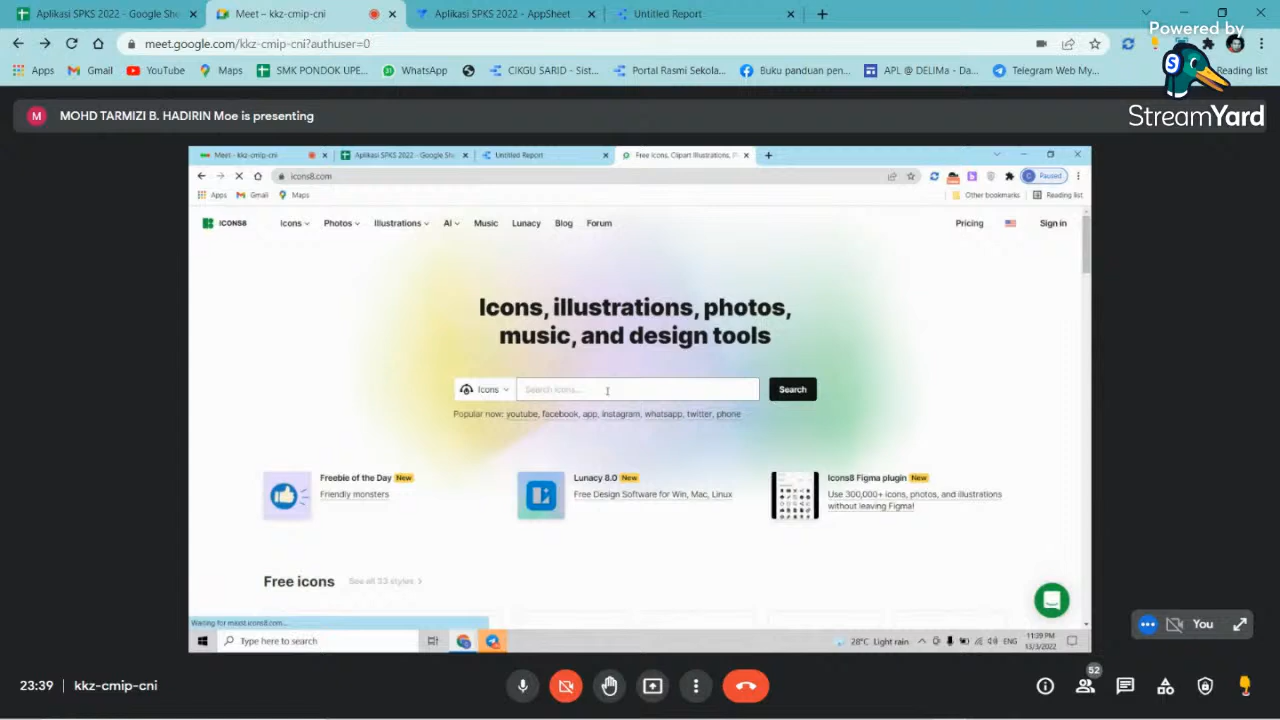 Aplikasi SPKS 2022 - Google She
Meet – kkz-cmip-cni
Aplikasi SPKS 2022 - AppSheet
Untitled Report
meet.google.com/kkz-cmip-cni?authuser=0
Apps
Gmail
YouTube
Maps
SMK PONDOK UPE...
WhatsApp
CIKGU SARID - Sist...
Portal Rasmi Sekola...
Buku panduan pen...
APL @ DELIMa - Da...
Telegram Web My...
Reading list
Powered by
StreamYard
M
MOHD TARMIZI B. HADIRIN Moe is presenting
Meet - kkz-cmip-cni
Aplikasi SPKS 2022 - Google She
Untitled Report
Free Icons, Clipart Illustrations, P
icons8.com
C Paused
Apps
Gmail
Maps
Other bookmarks
Reading list
ICONS8
Icons
Photos
Illustrations
AI
Music
Lunacy
Blog
Forum
Pricing
Sign in
Icons, illustrations, photos,
music, and design tools
Icons
Search icons...
Search
Popular now: youtube, facebook, app, instagram, whatsapp, twitter, phone
Freebie of the Day New
Friendly monsters
Lunacy 8.0 New
Free Design Software for Win, Mac, Linux
Icons8 Figma plugin New
Use 300,000+ icons, photos, and illustrations
without leaving Figma!
Free icons
See all 33 styles
Type here to search
28°C Light rain
ENG
11:39 PM
13/3/2022
You
23:39 | kkz-cmip-cni
52